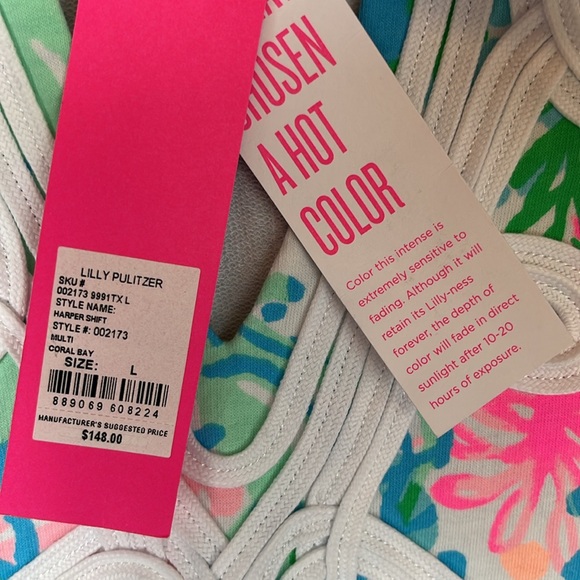 LILLY PULITZER
SKU #
002173 9991TX L
STYLE NAME:
HARPER SHIFT
STYLE #: 002173
MULTI
CORAL BAY
SIZE: L
889069 608224
MANUFACTURER'S SUGGESTED PRICE
$148.00
A HOT
COLOR
Color this intense is
extremely sensitive to
fading. Although it will
retain its Lilly-ness
forever, the depth of
color will fade in direct
sunlight after 10-20
hours of exposure.